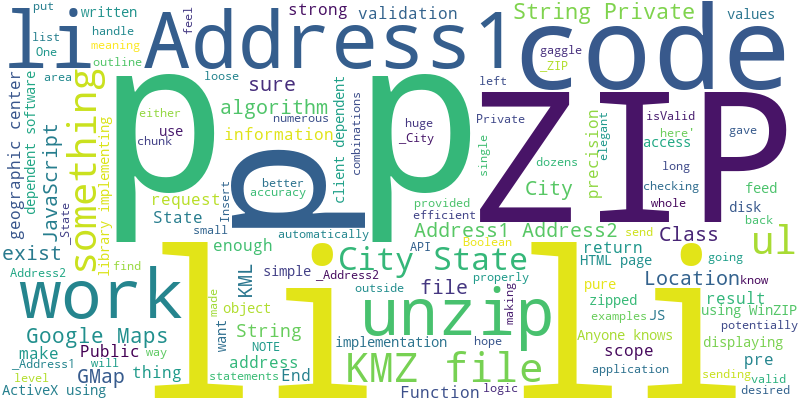 put
written
strong
validation
String Private
values
li
Address1
code
list
handle
feel
One
meaning
outline
gaggle
_ZIP
area
loose
sure
left
client dependent
combinations
geographic center
dependent software
something
p
p
ZIP
algorithm
either
use
numerous
huge
_City
Private
isValid
here'
gave
chunk
information
single
elegant
access
precision
long
JavaScript
library implementing
q
better
accuracy
dozens
checking
whole
request
Insert
provided
efficient
City
feed
_State
State
small
automatically
Address1 Address2
send
Class
disk
back
ul
exist
enough
City State
API
Boolean
return
going
HTML page
find
Address2
KML
simple
_Address2
properly
Location
know
work
li
li
unzip
file
outside
making
pure
zipped
JS
result
using WinZIP
made
object
want
String
implementation
hope
examples
potentially
Google Maps
Anyone knows
displaying
make
Public
way
NOTE
address
KMZ file
scope
pre
_Address1
will
thing
level
GMap
statements
End
logic
sending
valid
ActiveX using
Function
application
desired